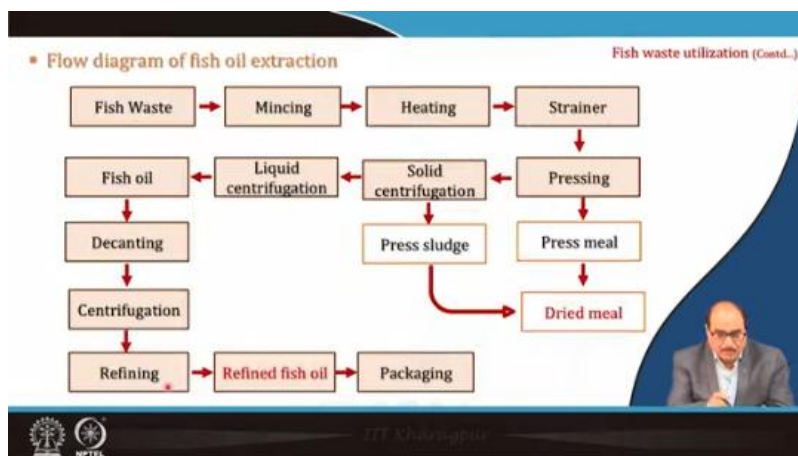 Fish waste utilization (Contd...)
▪ Flow diagram of fish oil extraction
Fish Waste
Mincing
Heating
Strainer
Fish oil
Liquid
centrifugation
Solid
centrifugation
Pressing
Decanting
Press sludge
Press meal
Centrifugation
Dried meal
Refining
Refined fish oil
Packaging
NPTEL
IIT Kharagpur